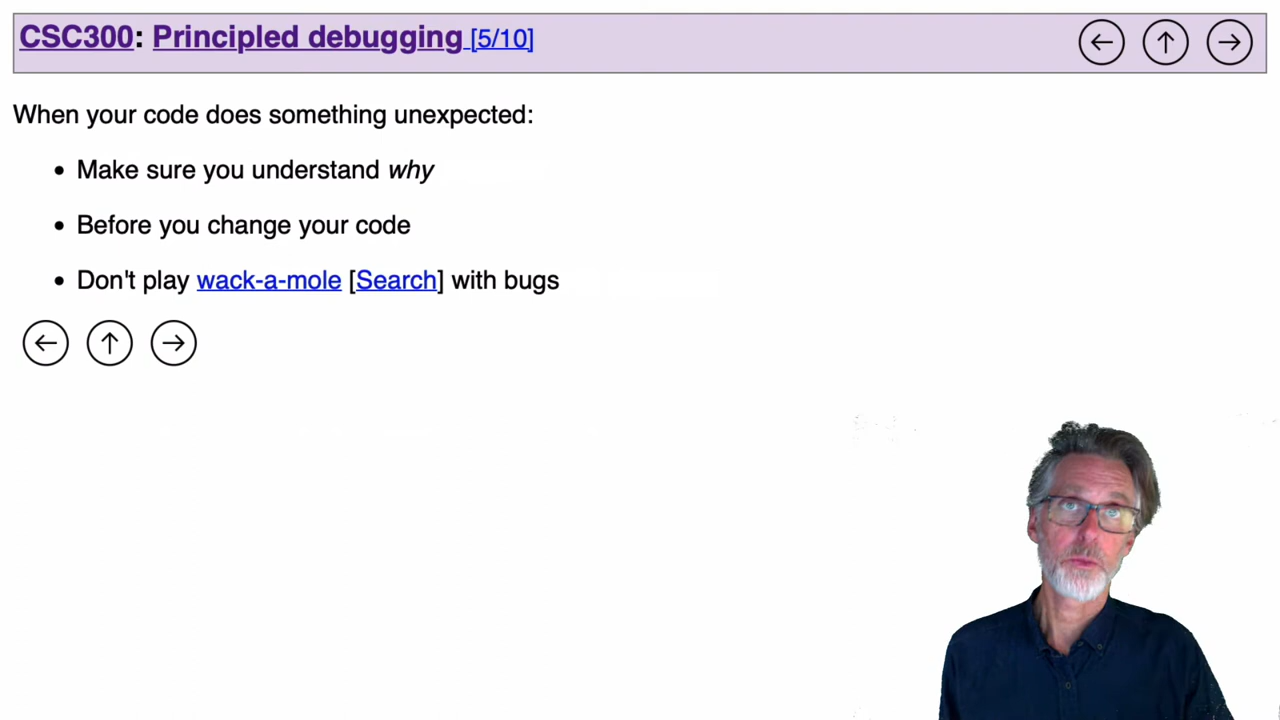 CSC300: Principled debugging [5/10]
When your code does something unexpected:
• Make sure you understand why
• Before you change your code
• Don't play wack-a-mole [Search] with bugs